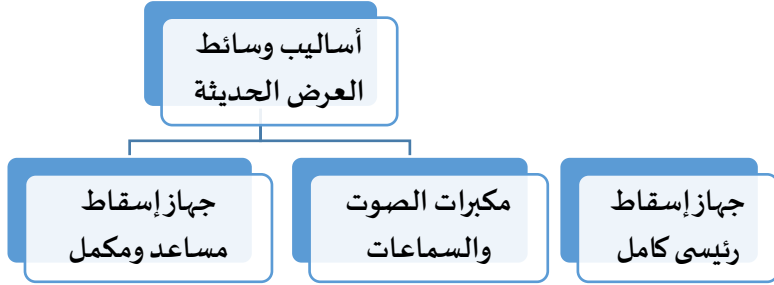 أساليب وسائط
العرض الحديثة
جهاز إسقاط
رئيسى كامل
مكبرات الصوت
والسماعات
جهاز إسقاط
مساعد ومكمل